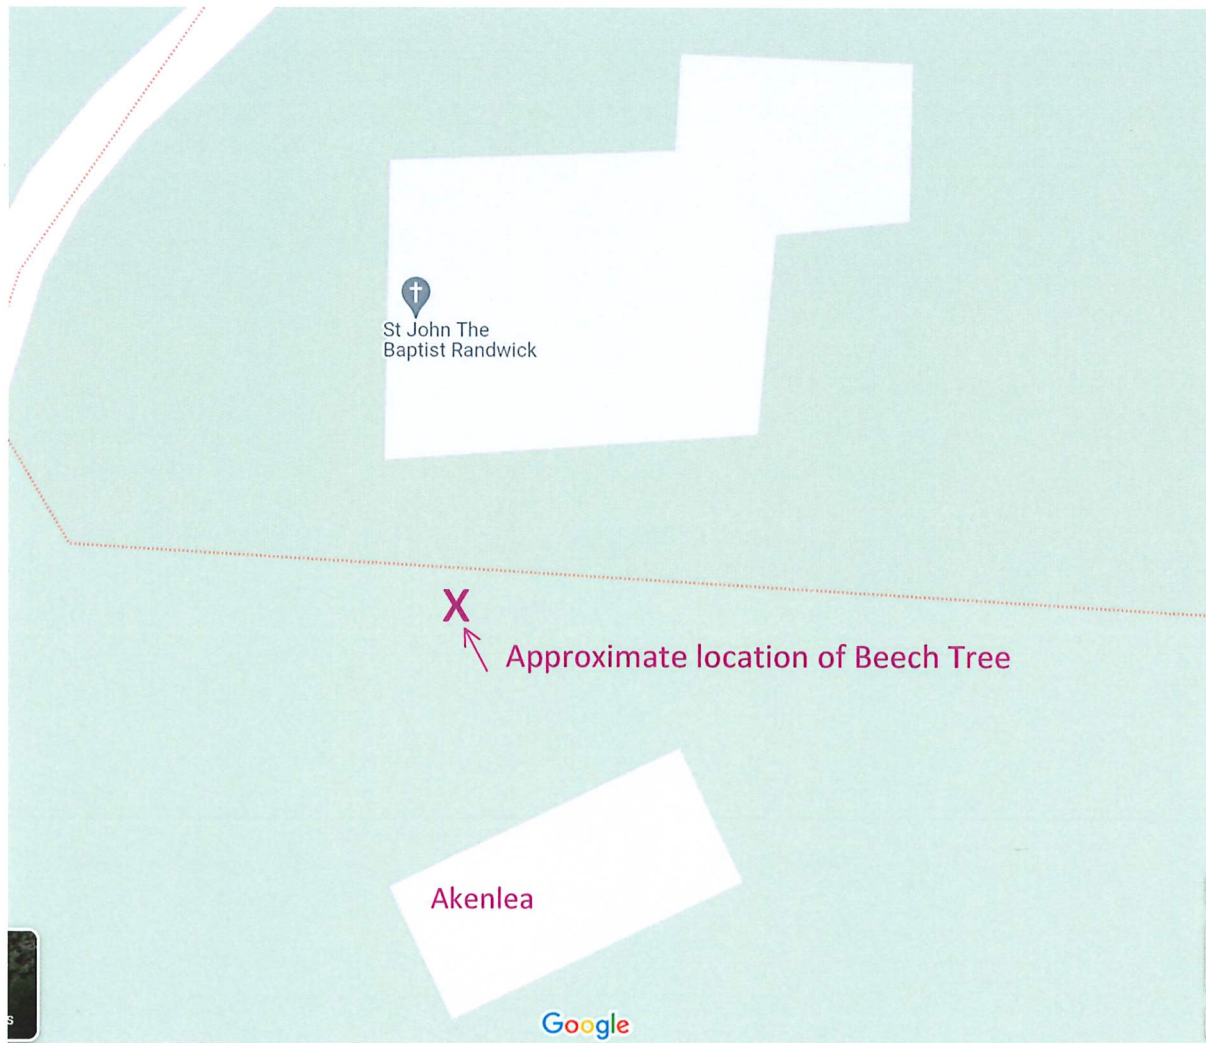 St John The
Baptist Randwick
X
Approximate location of Beech Tree
Akenlea
s
Google